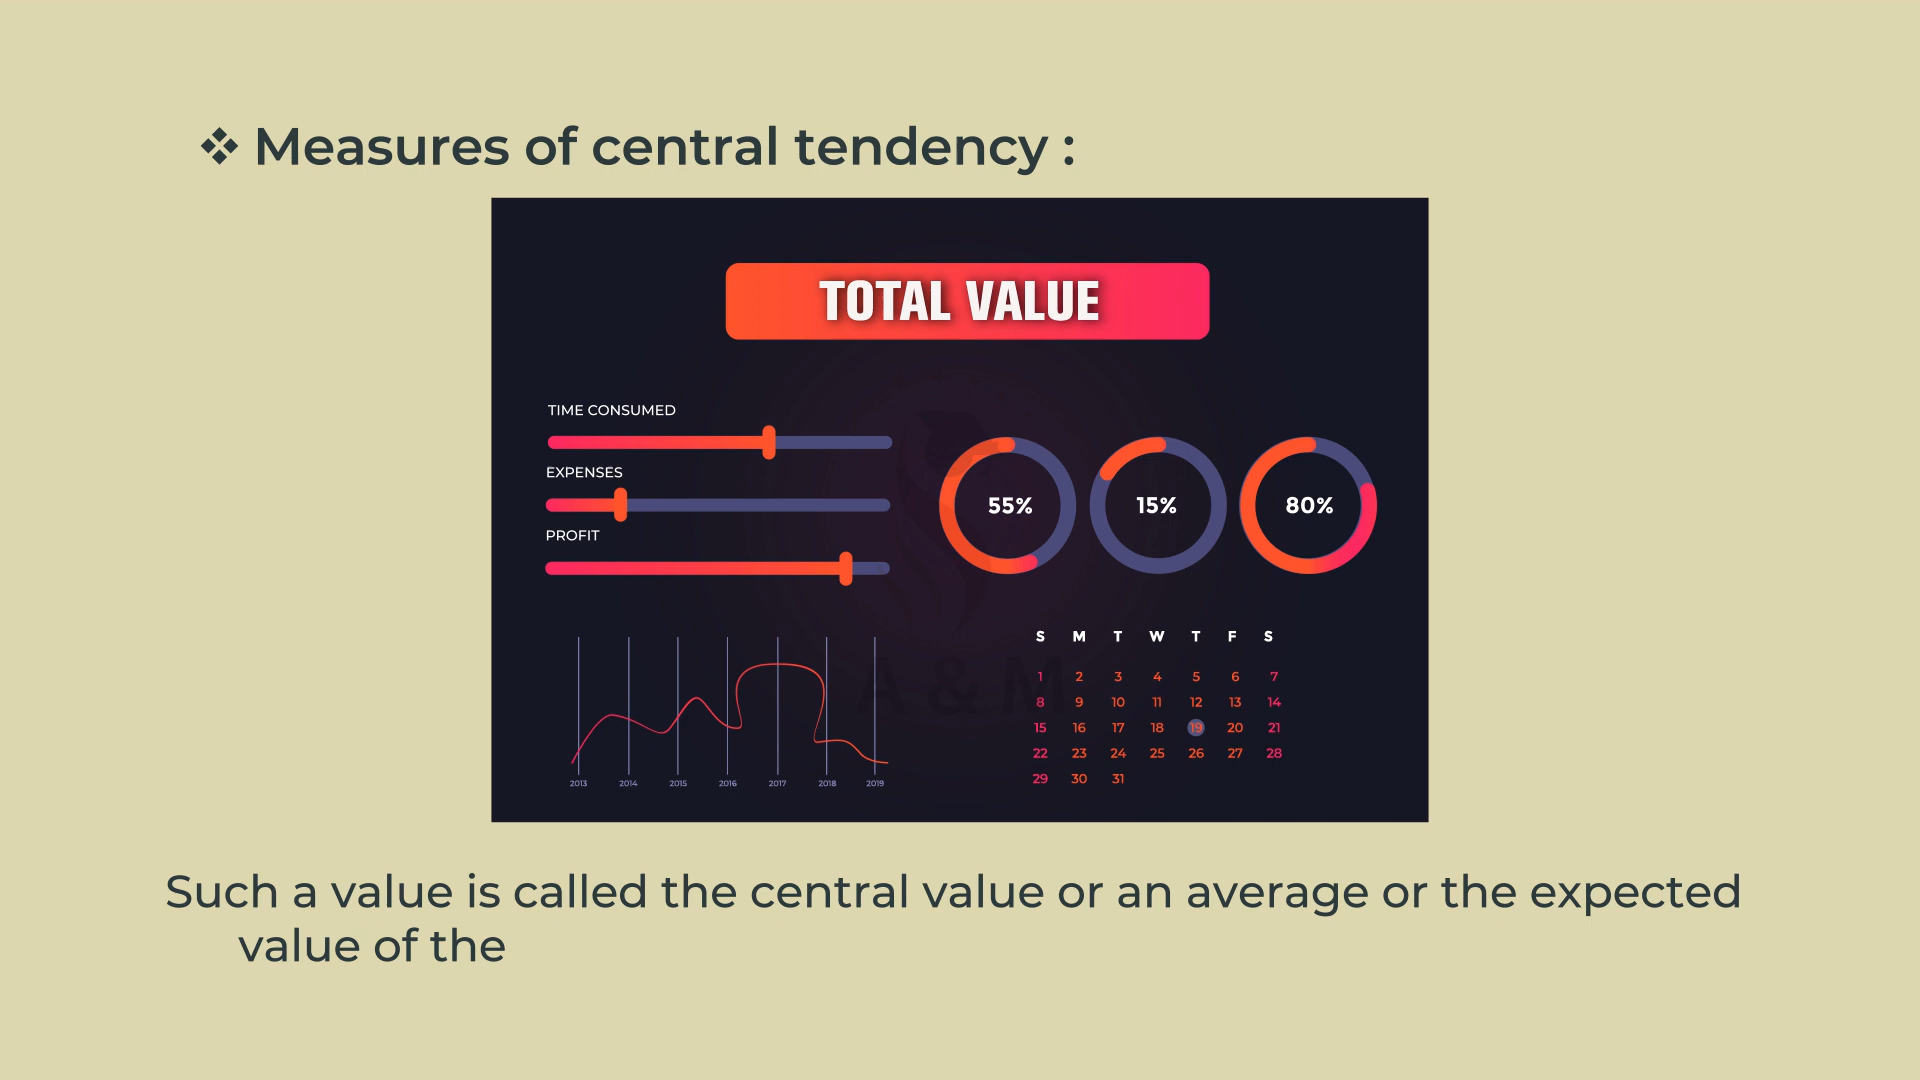 ❖ Measures of central tendency :
TOTAL VALUE
TIME CONSUMED
EXPENSES
PROFIT
55% 15% 80%
2013 2014 2015 2016 2017 2018 2019
S M T W T F S
1 2 3 4 5 6 7
8 9 10 11 12 13 14
15 16 17 18 19 20 21
22 23 24 25 26 27 28
29 30 31
A & M
Such a value is called the central value or an average or the expected
value of the